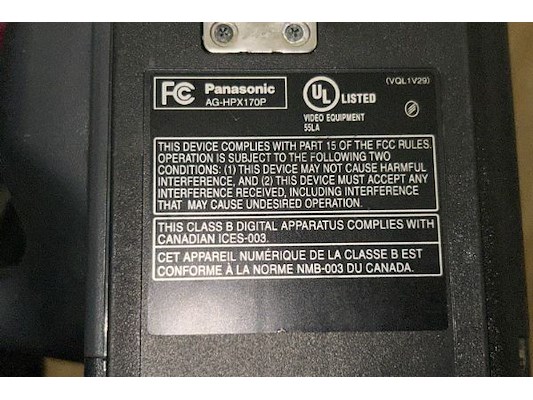 FC Panasonic
AG-HPX170P
UL LISTED
VIDEO EQUIPMENT
55LA
(VQL1V29)
THIS DEVICE COMPLIES WITH PART 15 OF THE FCC RULES.
OPERATION IS SUBJECT TO THE FOLLOWING TWO
CONDITIONS: (1) THIS DEVICE MAY NOT CAUSE HARMFUL
INTERFERENCE, AND (2) THIS DEVICE MUST ACCEPT ANY
INTERFERENCE RECEIVED, INCLUDING INTERFERENCE
THAT MAY CAUSE UNDESIRED OPERATION.
THIS CLASS B DIGITAL APPARATUS COMPLIES WITH
CANADIAN ICES-003.
CET APPAREIL NUMÉRIQUE DE LA CLASSE B EST
CONFORME À LA NORME NMB-003 DU CANADA.